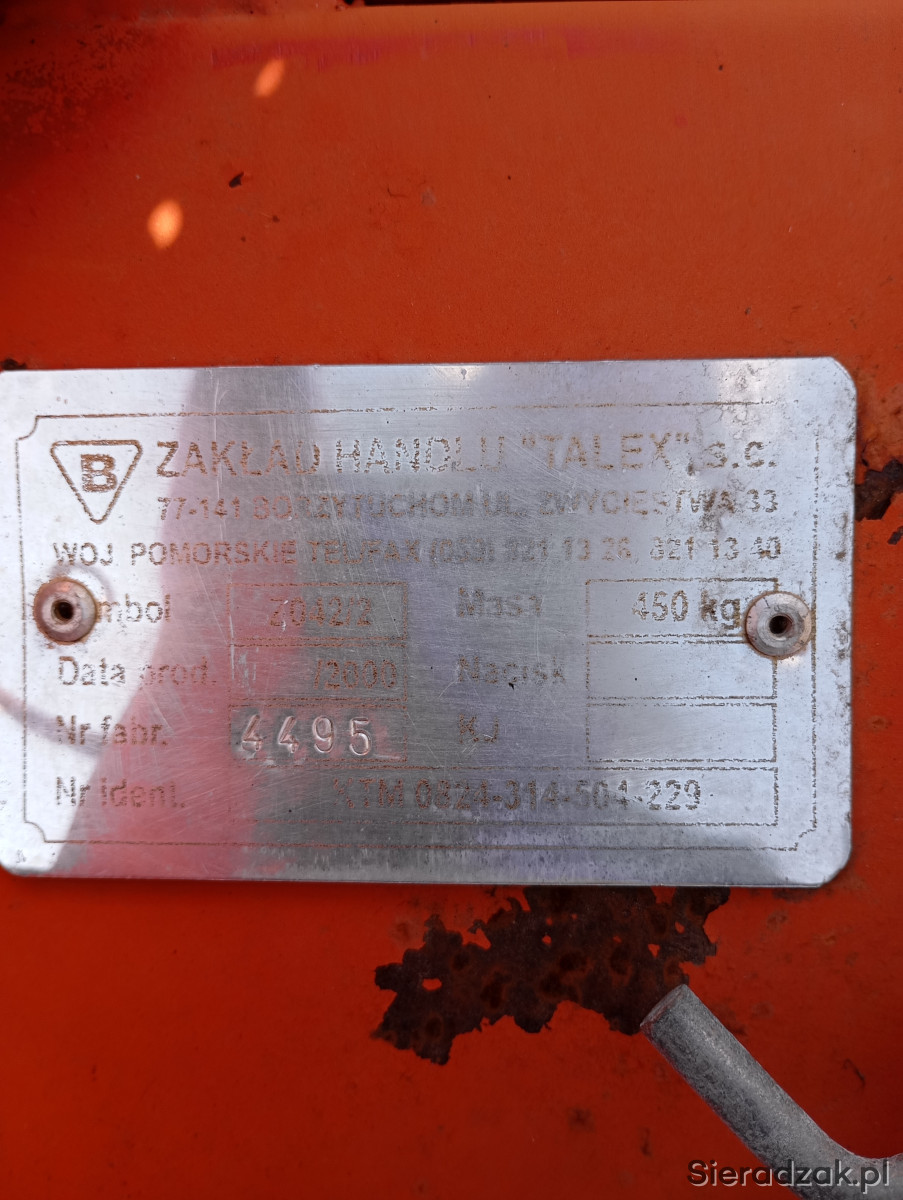 B ZAKŁAD HANDLU "TALEX" s.c.
77-141 BORZYTUCHOM UL. ZWYCIĘSTWA 33
WOJ POMORSKIE TEL/FAX (059) 821 13 26, 821 13 40
mbol Z042/2 Masa 450 kg
Data prod. /2000 Nacisk
Nr fabr. 4495 KJ
Nr ident. KTM 0824-314-504-229
Sieradzak.pl